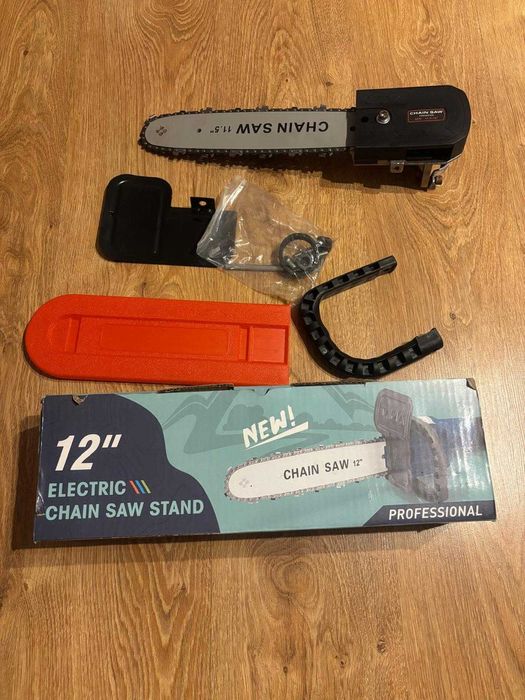 CHAIN SAW 11.5"
CHAIN SAW
12"
NEW!
ELECTRIC
CHAIN SAW STAND
CHAIN SAW 12"
PROFESSIONAL